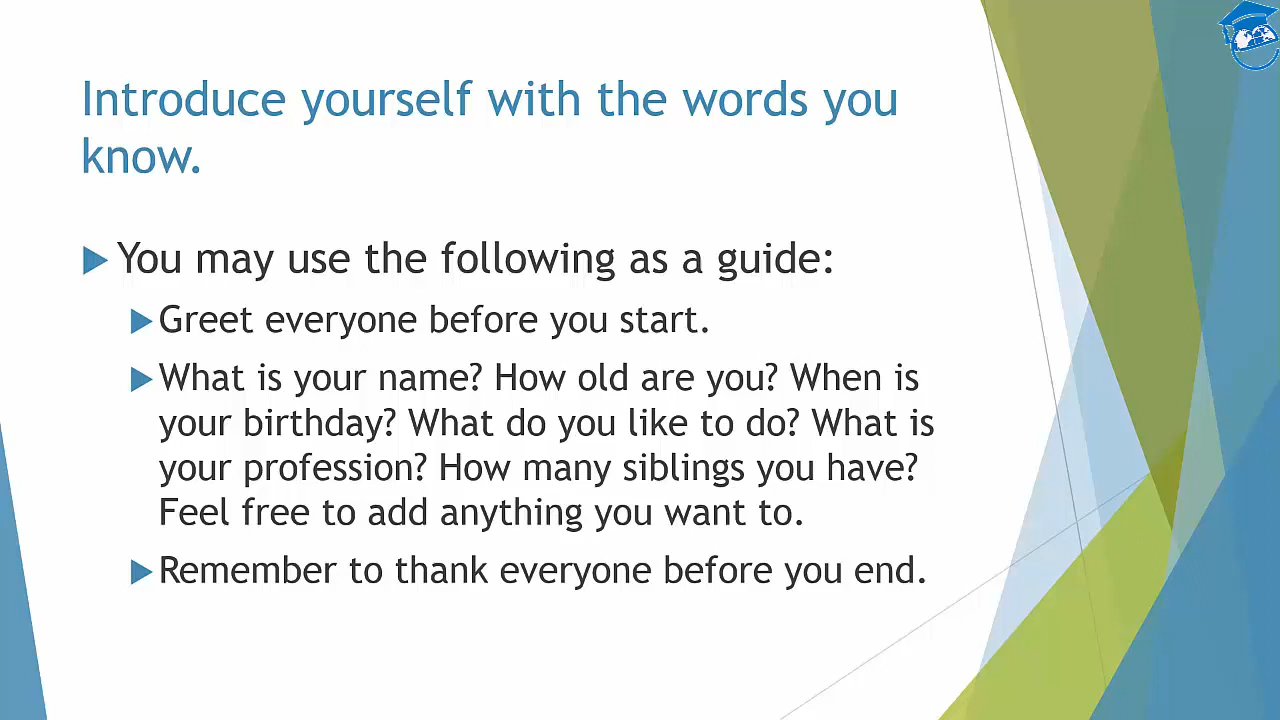 Introduce yourself with the words you
know.
You may use the following as a guide:
Greet everyone before you start.
What is your name? How old are you? When is
your birthday? What do you like to do? What is
your profession? How many siblings you have?
Feel free to add anything you want to.
Remember to thank everyone before you end.